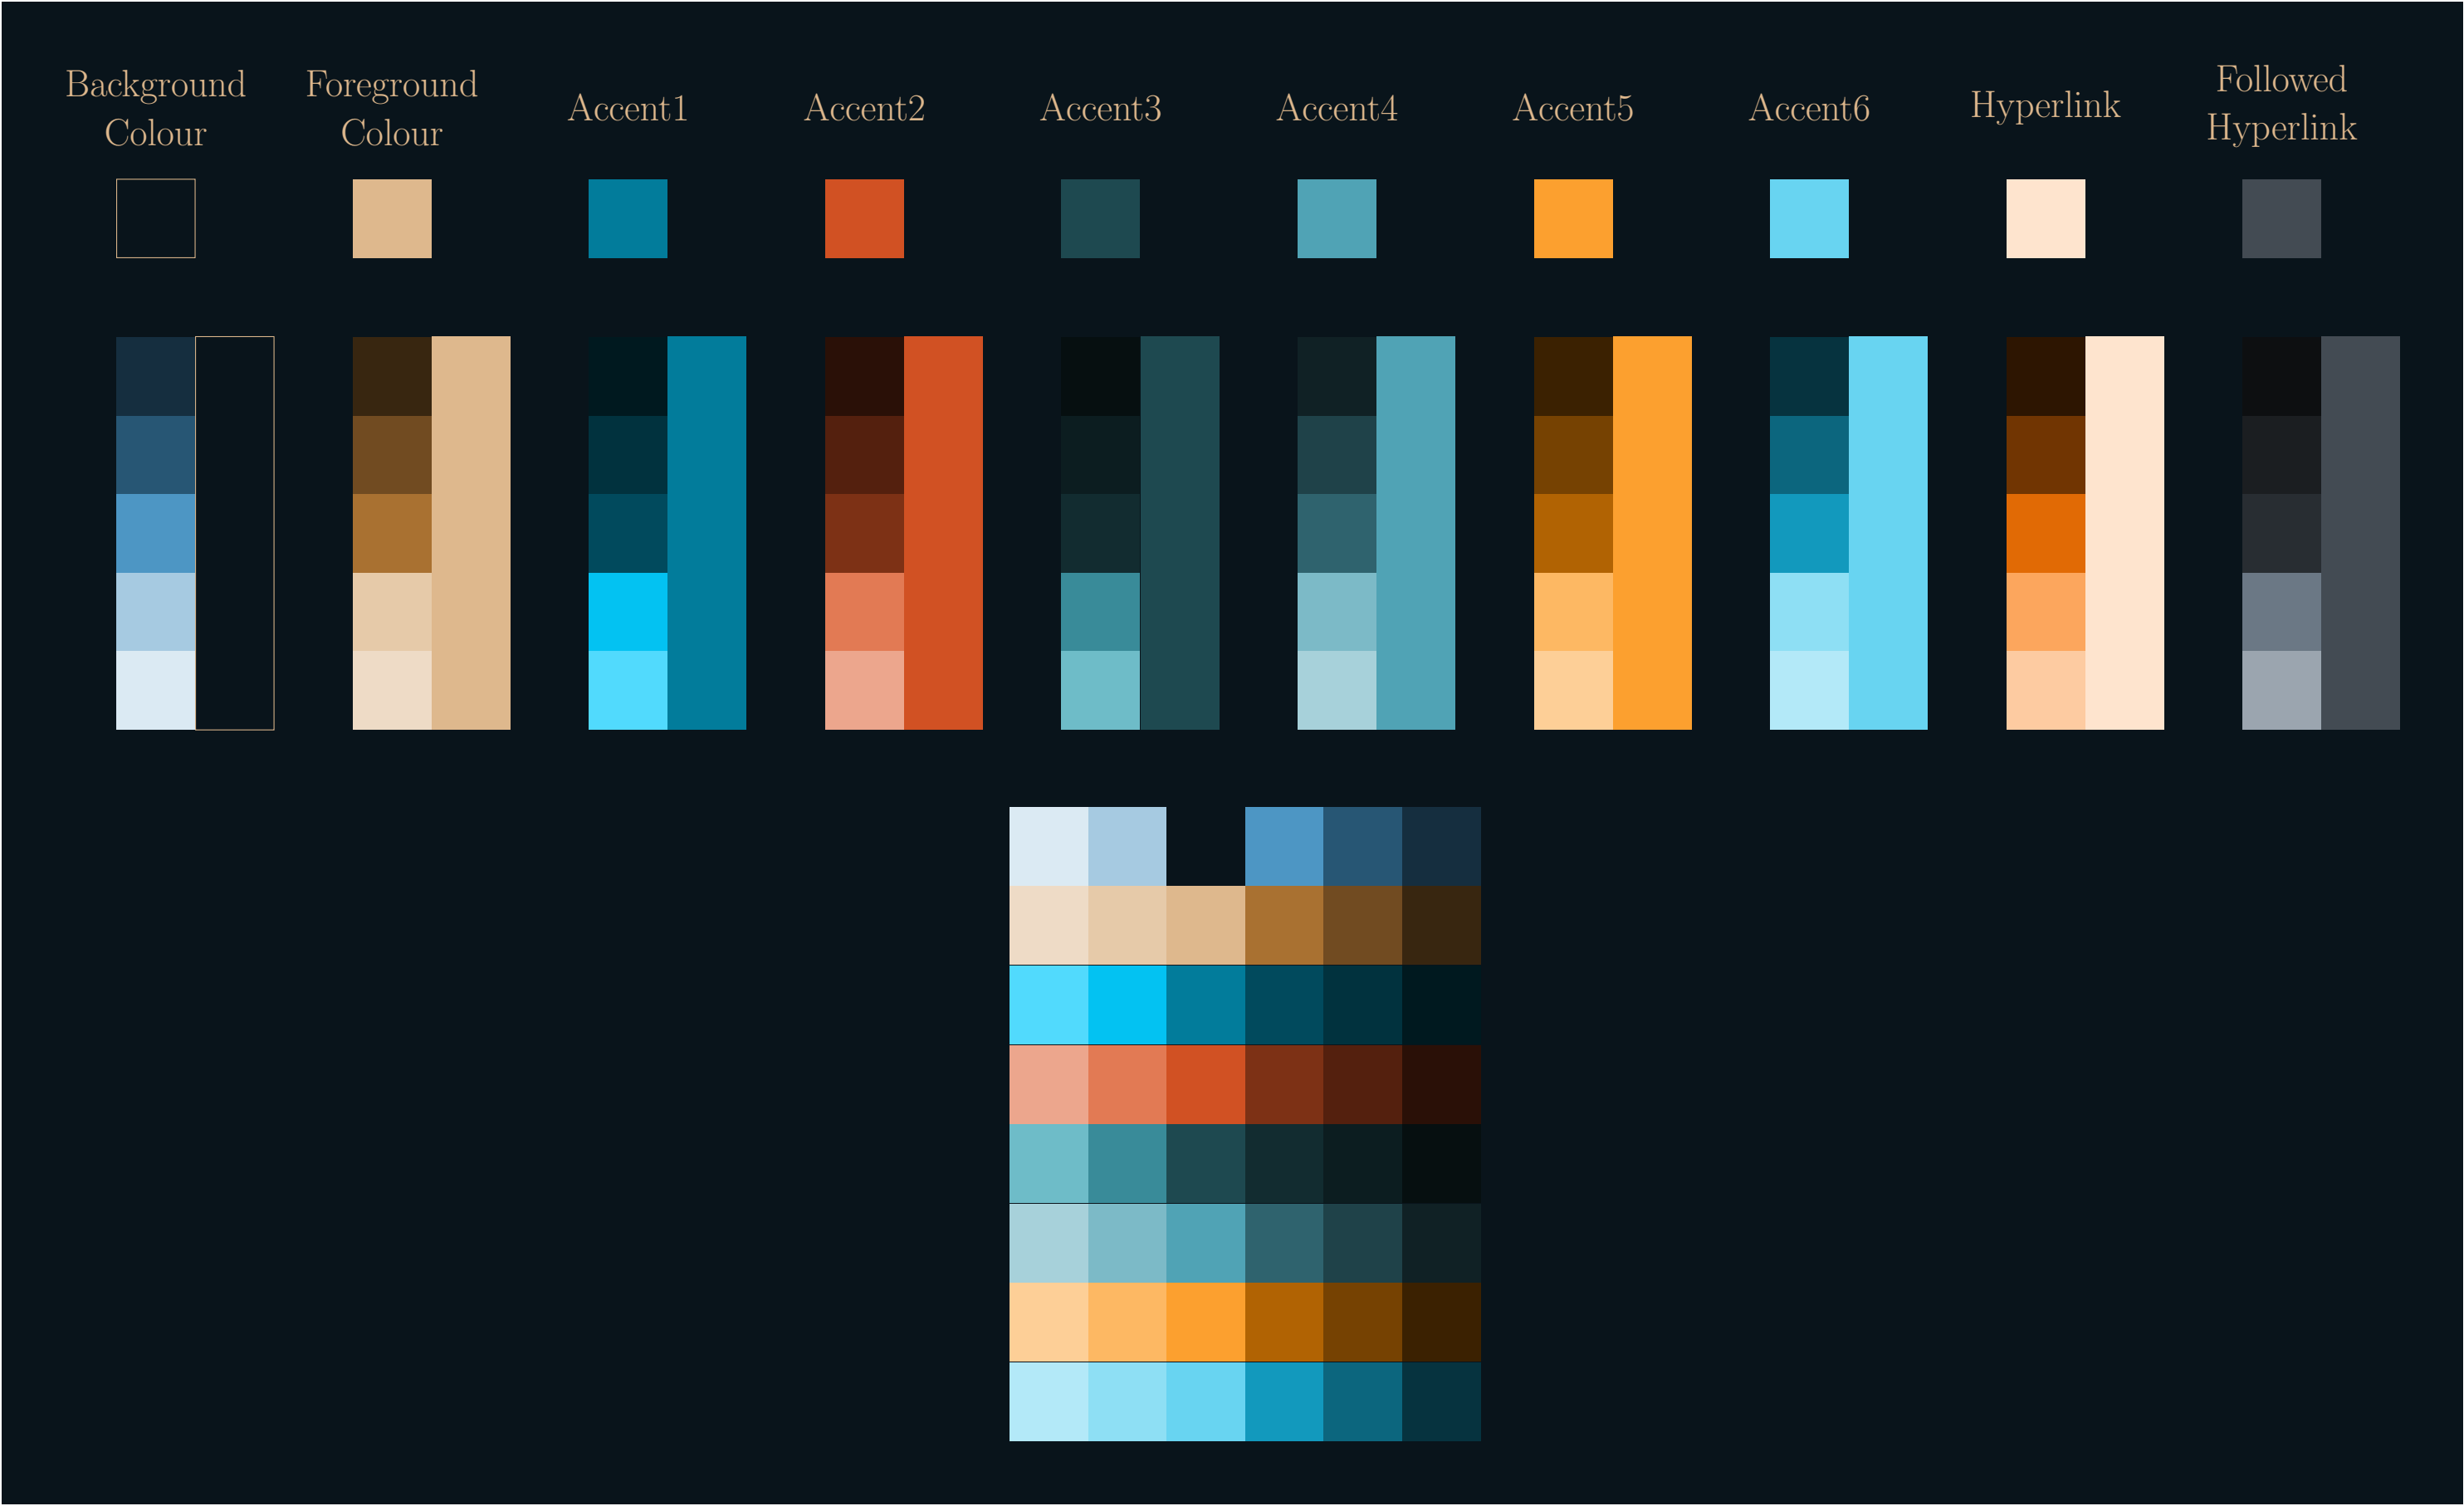 Background
Colour
Foreground
Colour
Accent1
Accent2
Accent3
Accent4
Accent5
Accent6
Hyperlink
Followed
Hyperlink